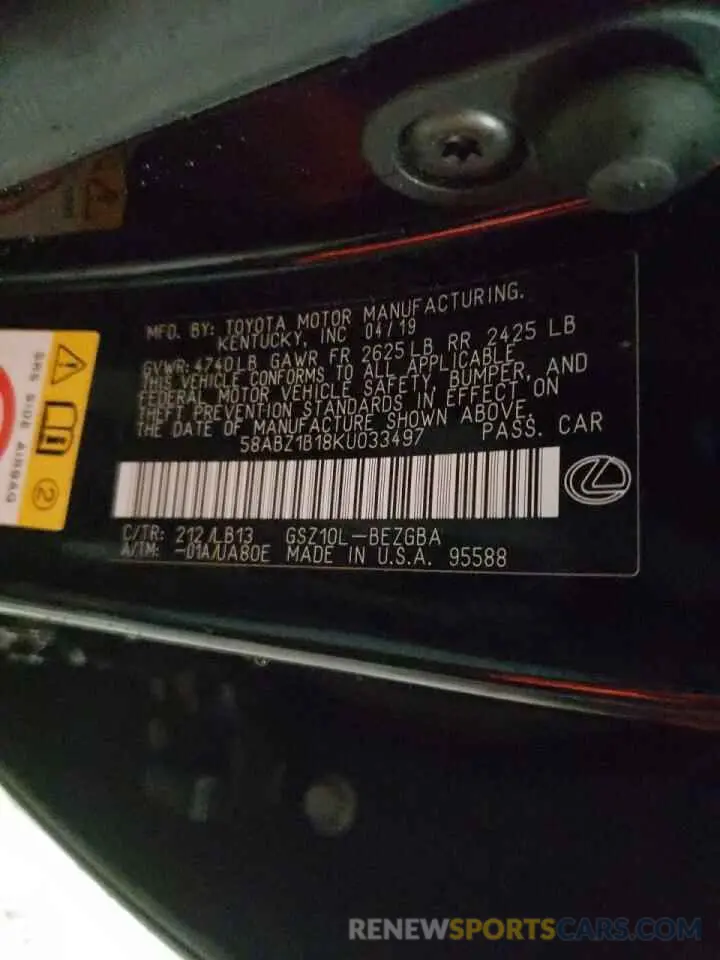 MFD. BY: TOYOTA MOTOR MANUFACTURING.
KENTUCKY, INC 04/19
GVWR: 4740LB GAWR FR 2625LB RR 2425 LB
THIS VEHICLE CONFORMS TO ALL APPLICABLE
FEDERAL MOTOR VEHICLE SAFETY, BUMPER, AND
THEFT PREVENTION STANDARDS IN EFFECT ON
THE DATE OF MANUFACTURE SHOWN ABOVE.
58ABZ1B18KU033497 PASS. CAR
C/TR: 212/LB13 GSZ10L-BEZGBA
A/TM: -01A/UA80E MADE IN U.S.A. 95588
SRS SIDE AIRBAG
2
RENEWSPORTSCARS.COM